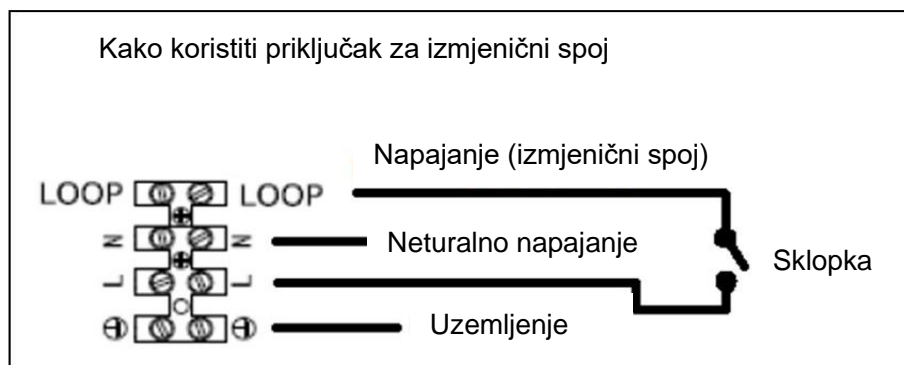 Kako koristiti priključak za izmjenični spoj
Napajanje (izmjenični spoj)
LOOP LOOP
N N Neturalno napajanje
Sklopka
L L
Uzemljenje